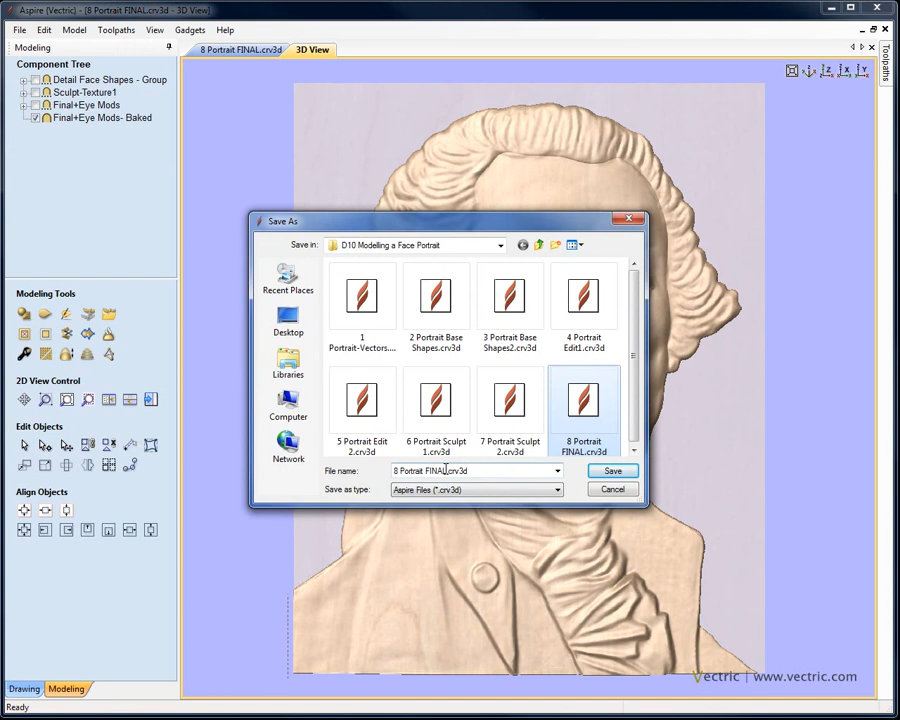 Aspire (Vectric) - [8 Portrait FINAL.crv3d - 3D View]
File Edit Model Toolpaths View Gadgets Help
Modeling
8 Portrait FINAL.crv3d
3D View
Toolpaths
Component Tree
Detail Face Shapes - Group
Sculpt-Texture1
Final+Eye Mods
Final+Eye Mods- Baked
Modeling Tools
2D View Control
Edit Objects
Align Objects
Save As
Save in:
D10 Modelling a Face Portrait
Recent Places
Desktop
Libraries
Computer
Network
1
Portrait-Vectors....
2 Portrait Base
Shapes.crv3d
3 Portrait Base
Shapes2.crv3d
4 Portrait
Edit1.crv3d
5 Portrait Edit
2.crv3d
6 Portrait Sculpt
1.crv3d
7 Portrait Sculpt
2.crv3d
8 Portrait
FINAL.crv3d
File name:
8 Portrait FINAL.crv3d
Save
Save as type:
Aspire Files (*.crv3d)
Cancel
Vectric | www.vectric.com
Drawing
Modeling
Ready